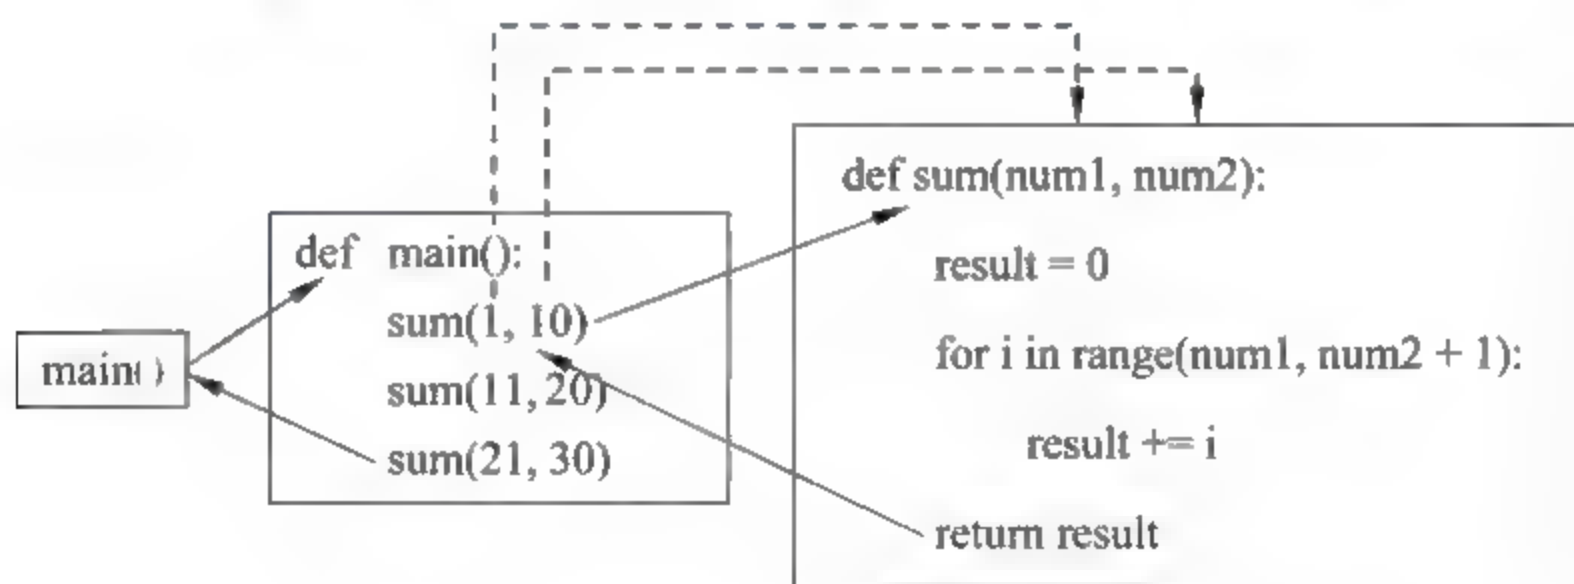 main( )
def main():
sum(1, 10)
sum(11, 20)
sum(21, 30)
def sum(num1, num2):
result = 0
for i in range(num1, num2 + 1):
result += i
return result